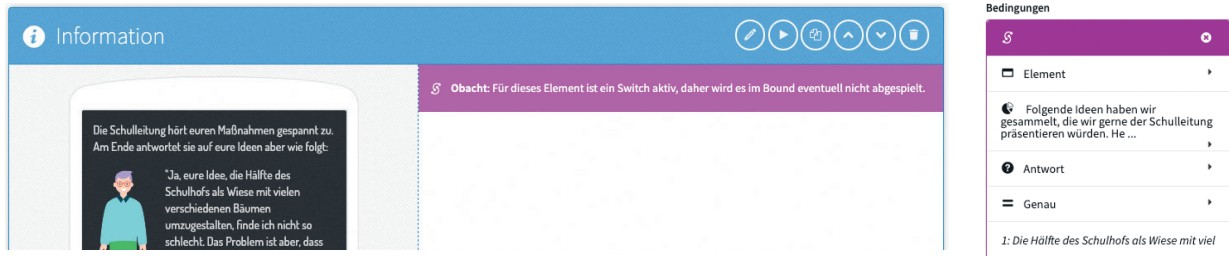 Information
Obacht: Für dieses Element ist ein Switch aktiv, daher wird es im Bound eventuell nicht abgespielt.
Die Schulleitung hört euren Maßnahmen gespannt zu.
Am Ende antwortet sie auf eure Ideen aber wie folgt:
"Ja, eure Idee, die Hälfte des
Schulhofs als Wiese mit vielen
verschiedenen Bäumen
umzugestalten, finde ich nicht so
schlecht. Das Problem ist aber, dass
Bedingungen
Element
Folgende Ideen haben wir
gesammelt, die wir gerne der Schulleitung
präsentieren würden. He ...
Antwort
Genau
1: Die Hälfte des Schulhofs als Wiese mit viel